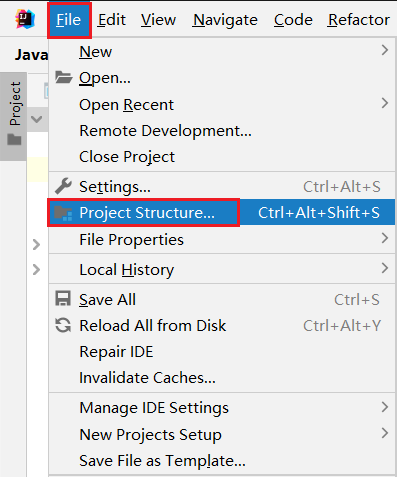 File Edit View Navigate Code Refactor
Java
Project
New
Open...
Open Recent
Remote Development...
Close Project
Settings... Ctrl+Alt+S
Project Structure... Ctrl+Alt+Shift+S
File Properties
Local History
Save All Ctrl+S
Reload All from Disk Ctrl+Alt+Y
Repair IDE
Invalidate Caches...
Manage IDE Settings
New Projects Setup
Save File as Template...